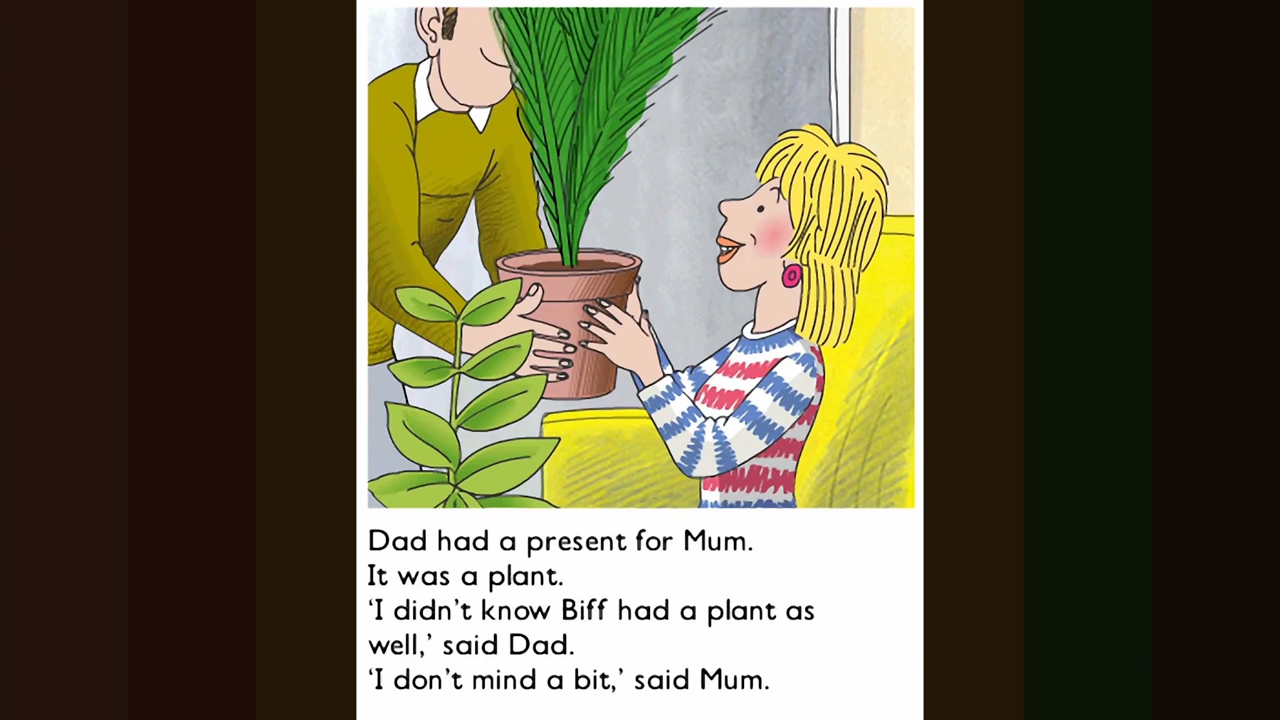 Dad had a present for Mum.
It was a plant.
‘I didn’t know Biff had a plant as
well,’ said Dad.
‘I don’t mind a bit,’ said Mum.